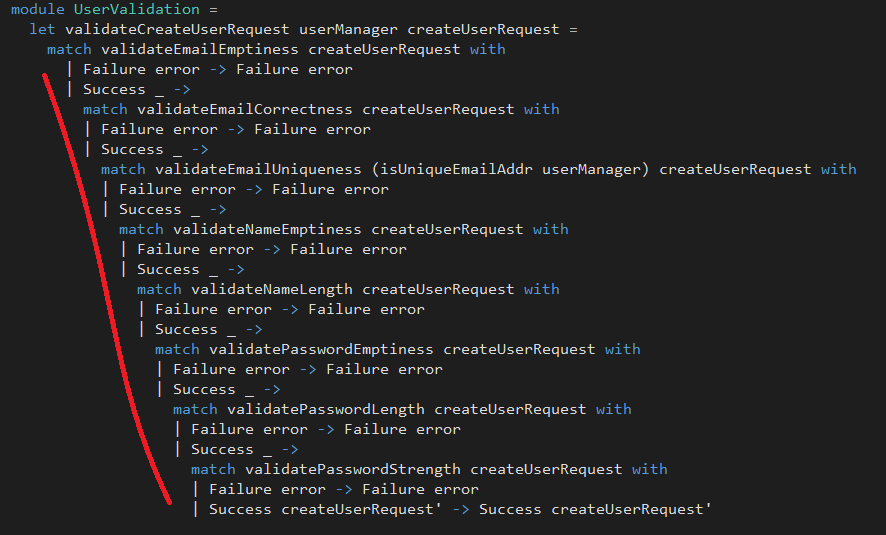 module UserValidation =
  let validateCreateUserRequest userManager createUserRequest =
    match validateEmailEmptiness createUserRequest with
      | Failure error -> Failure error
      | Success _ ->
        match validateEmailCorrectness createUserRequest with
        | Failure error -> Failure error
        | Success _ ->
          match validateEmailUniqueness (isUniqueEmailAddr userManager) createUserRequest with
          | Failure error -> Failure error
          | Success _ ->
            match validateNameEmptiness createUserRequest with
            | Failure error -> Failure error
            | Success _ ->
              match validateNameLength createUserRequest with
              | Failure error -> Failure error
              | Success _ ->
                match validatePasswordEmptiness createUserRequest with
                | Failure error -> Failure error
                | Success _ ->
                  match validatePasswordLength createUserRequest with
                  | Failure error -> Failure error
                  | Success _ ->
                    match validatePasswordStrength createUserRequest with
                    | Failure error -> Failure error
                    | Success createUserRequest' -> Success createUserRequest'